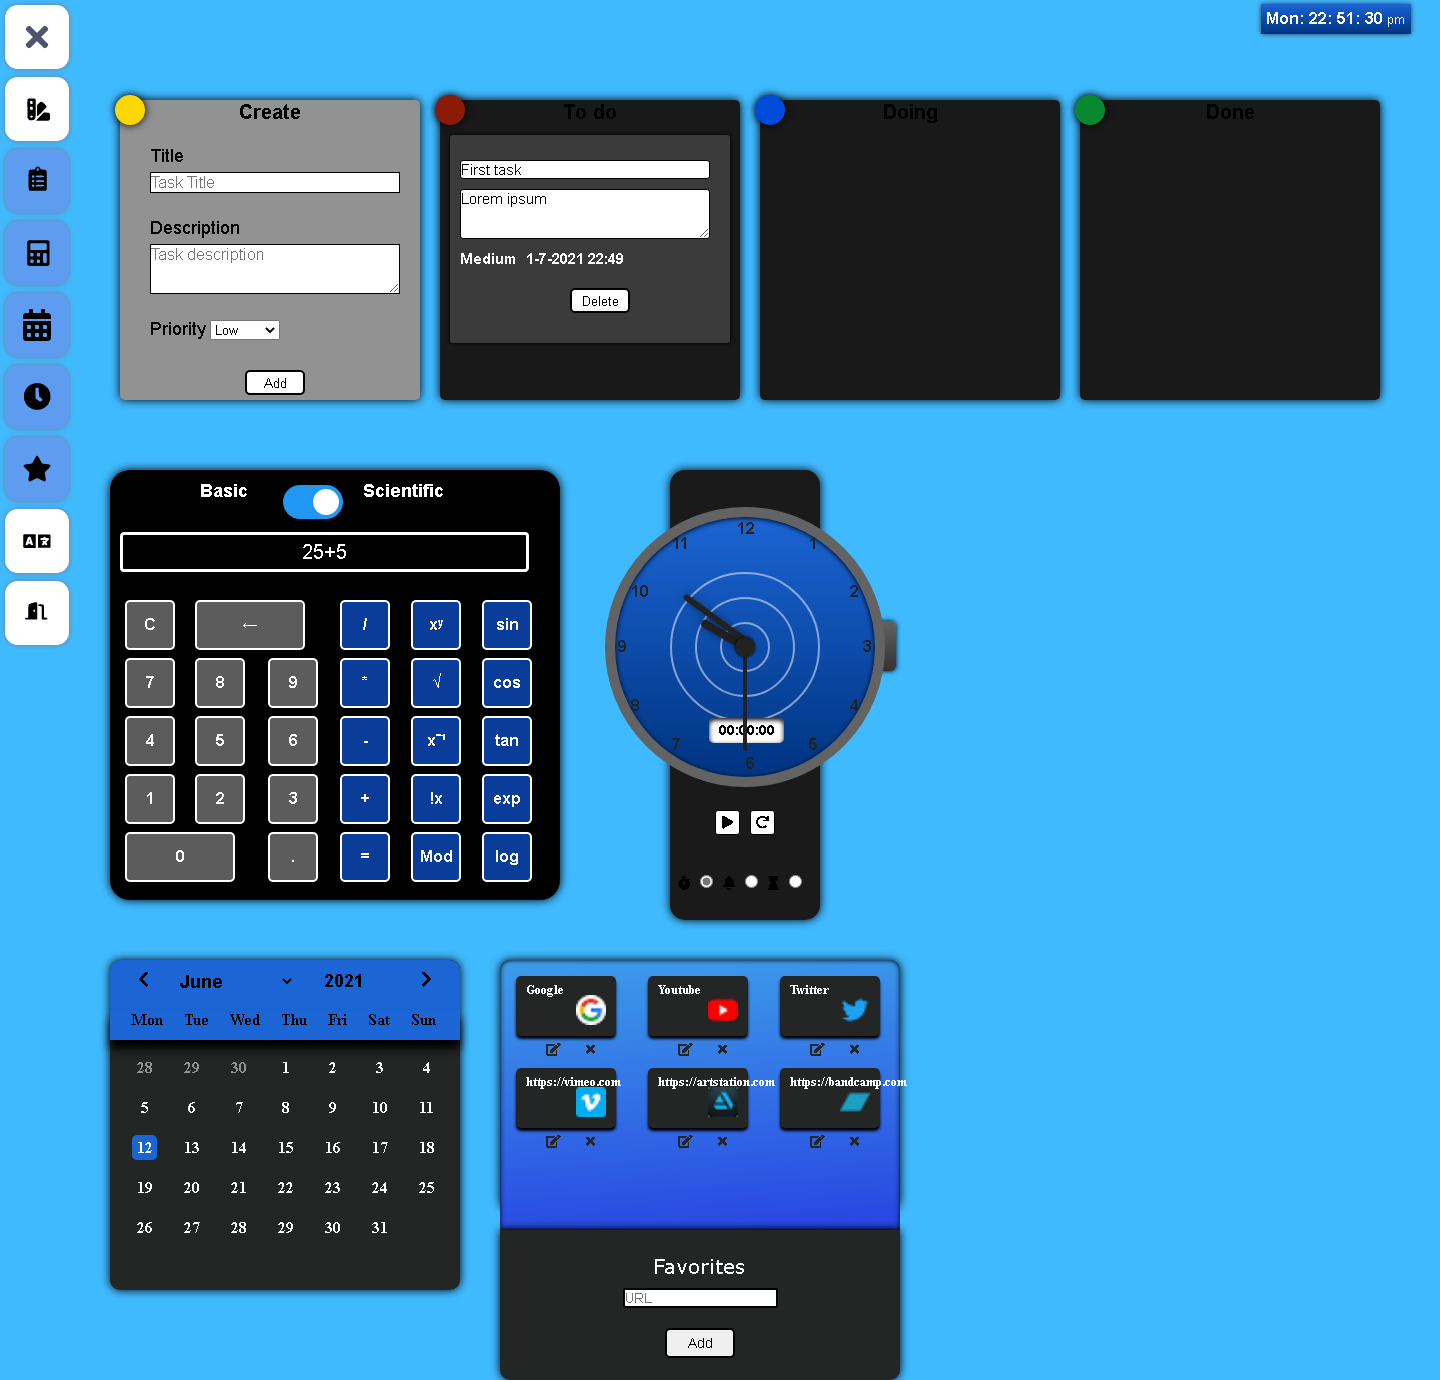 Mon: 22: 51: 30 pm
Create
Title
Task Title
Description
Task description
Priority Low
Add
To do
First task
Lorem ipsum
Medium 1-7-2021 22:49
Delete
Doing
Done
Basic Scientific
25+5
C ← / xʸ sin
7 8 9 * √ cos
4 5 6 - x⁻¹ tan
1 2 3 + !x exp
0 . = Mod log
12
11 1
10 2
9 3
8 4
7 5
6
00:00:00
June 2021
Mon Tue Wed Thu Fri Sat Sun
28 29 30 1 2 3 4
5 6 7 8 9 10 11
12 13 14 15 16 17 18
19 20 21 22 23 24 25
26 27 28 29 30 31
Google Youtube Twitter
https://vimeo.com https://artstation.com https://bandcamp.com
Favorites
URL
Add